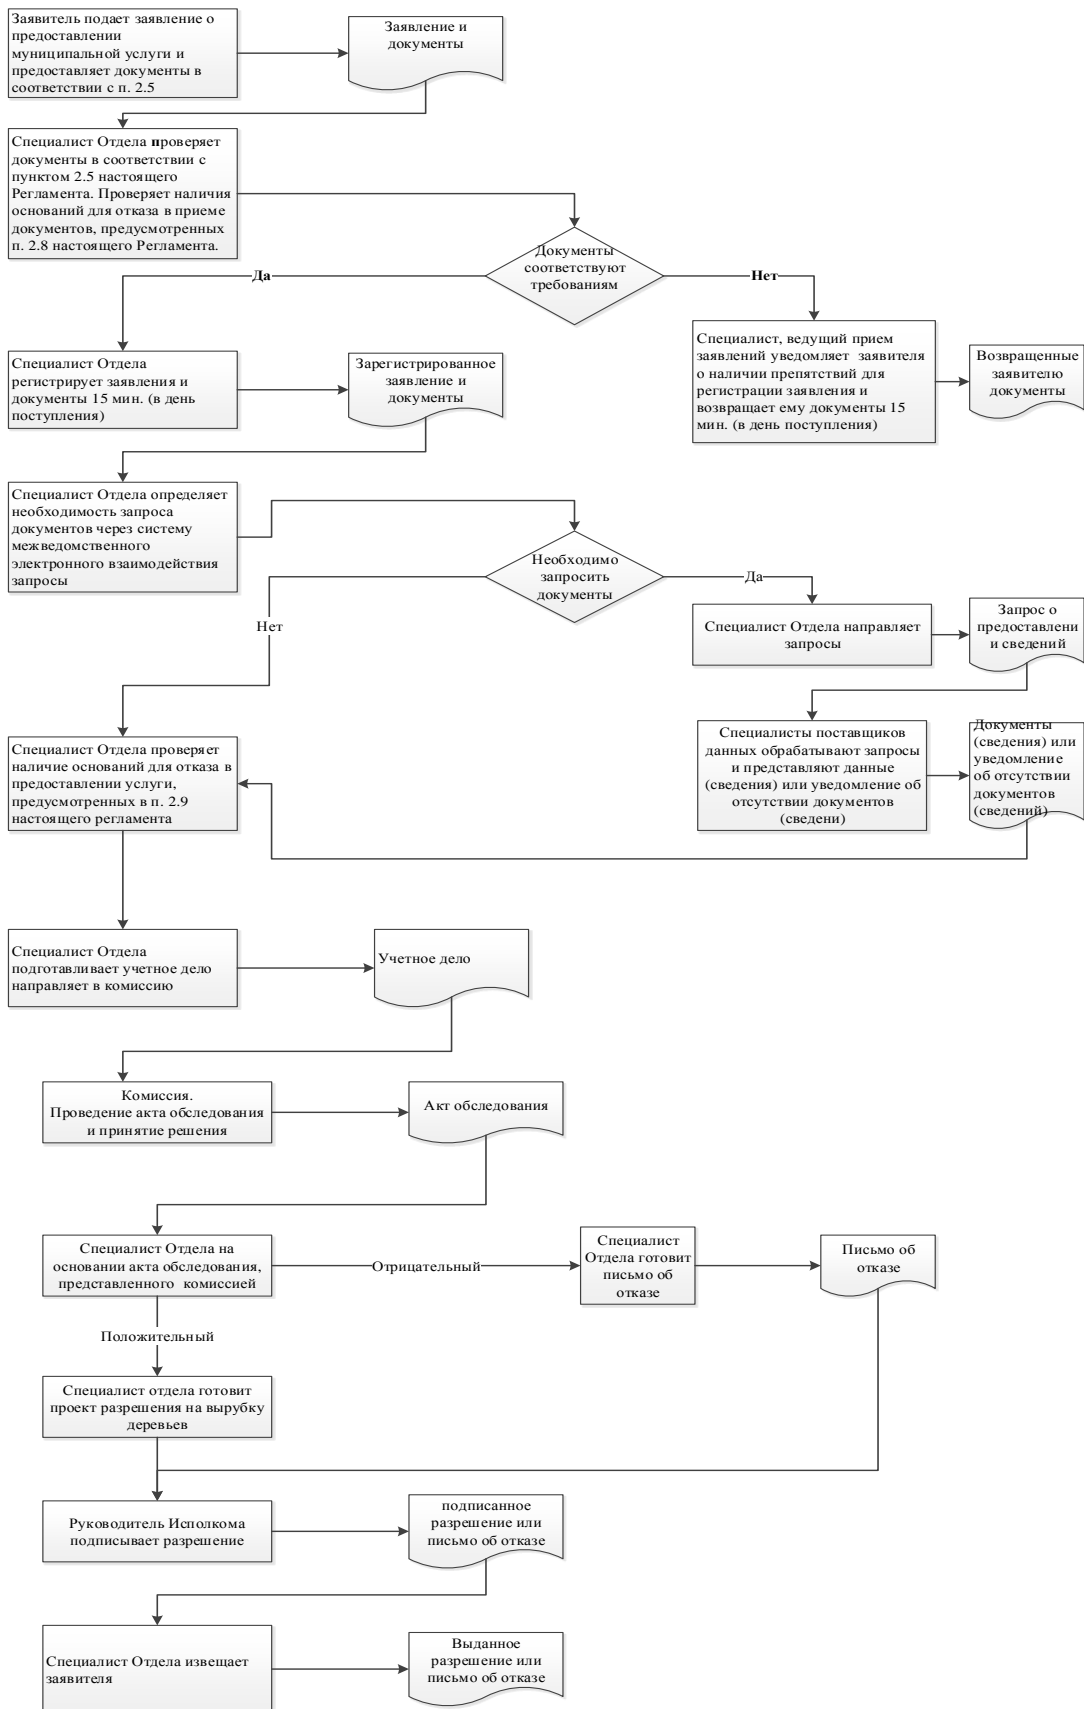 Заявитель подает заявление о
предоставлении
муниципальной услуги и
предоставляет документы в
соответствии с п. 2.5
Заявление и
документы
Специалист Отдела проверяет
документы в соответствии с
пунктом 2.5 настоящего
Регламента. Проверяет наличия
оснований для отказа в приеме
документов, предусмотренных
п. 2.8 настоящего Регламента.
Документы
соответствуют
требованиям
Да
Нет
Специалист Отдела
регистрирует заявления и
документы 15 мин. (в день
поступления)
Зарегистрированное
заявление и
документы
Специалист, ведущий прием
заявлений уведомляет заявителя
о наличии препятствий для
регистрации заявления и
возвращает ему документы 15
мин. (в день поступления)
Возвращенные
заявителю
документы
Специалист Отдела определяет
необходимость запроса
документов через систему
межведомственного
электронного взаимодействия
запросы
Необходимо
запросить
документы
Да
Нет
Специалист Отдела направляет
запросы
Запрос о
предоставлени
и сведений
Специалисты поставщиков
данных обрабатывают запросы
и представляют данные
(сведения) или уведомление об
отсутствии документов
(сведени)
Документы
(сведения) или
уведомление
об отсутствии
документов
(сведений)
Специалист Отдела проверяет
наличие оснований для отказа в
предоставлении услуги,
предусмотренных в п. 2.9
настоящего регламента
Специалист Отдела
подготавливает учетное дело
направляет в комиссию
Учетное дело
Комиссия.
Проведение акта обследования
и принятие решения
Акт обследования
Специалист Отдела на
основании акта обследования,
представленного комиссией
Отрицательный
Специалист
Отдела готовит
письмо об
отказе
Письмо об
отказе
Положительный
Специалист отдела готовит
проект разрешения на вырубку
деревьев
Руководитель Исполкома
подписывает разрешение
подписанное
разрешение или
письмо об отказе
Специалист Отдела извещает
заявителя
Выданное
разрешение или
письмо об отказе